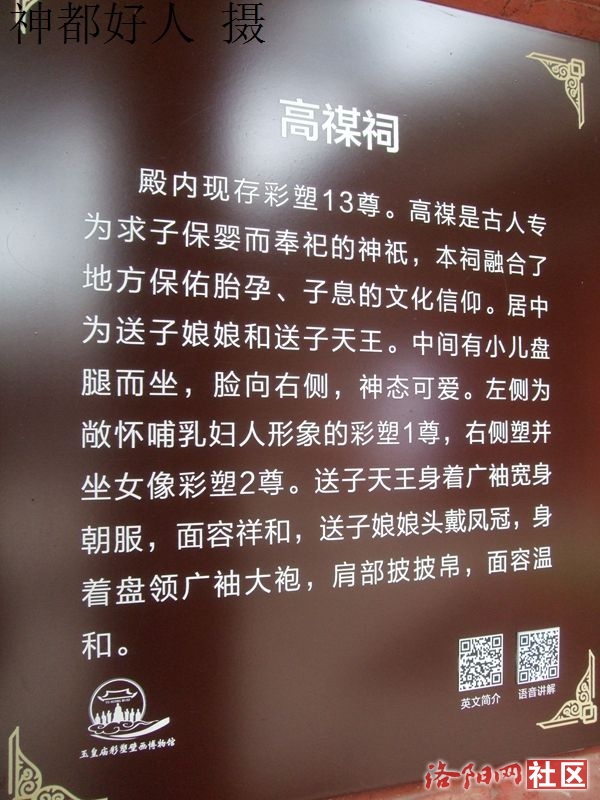 神都好人 摄
高禖祠
殿内现存彩塑13尊。高禖是古人专
为求子保婴而奉祀的神祇，本祠融合了
地方保佑胎孕、子息的文化信仰。居中
为送子娘娘和送子天王。中间有小儿盘
腿而坐，脸向右侧，神态可爱。左侧为
敞怀哺乳妇人形象的彩塑1尊，右侧塑并
坐女像彩塑2尊。送子天王身着广袖宽身
朝服，面容祥和，送子娘娘头戴凤冠，身
着盘领广袖大袍，肩部披披帛，面容温
和。
英文简介
语音讲解
玉皇庙彩塑壁画博物馆
洛阳网社区